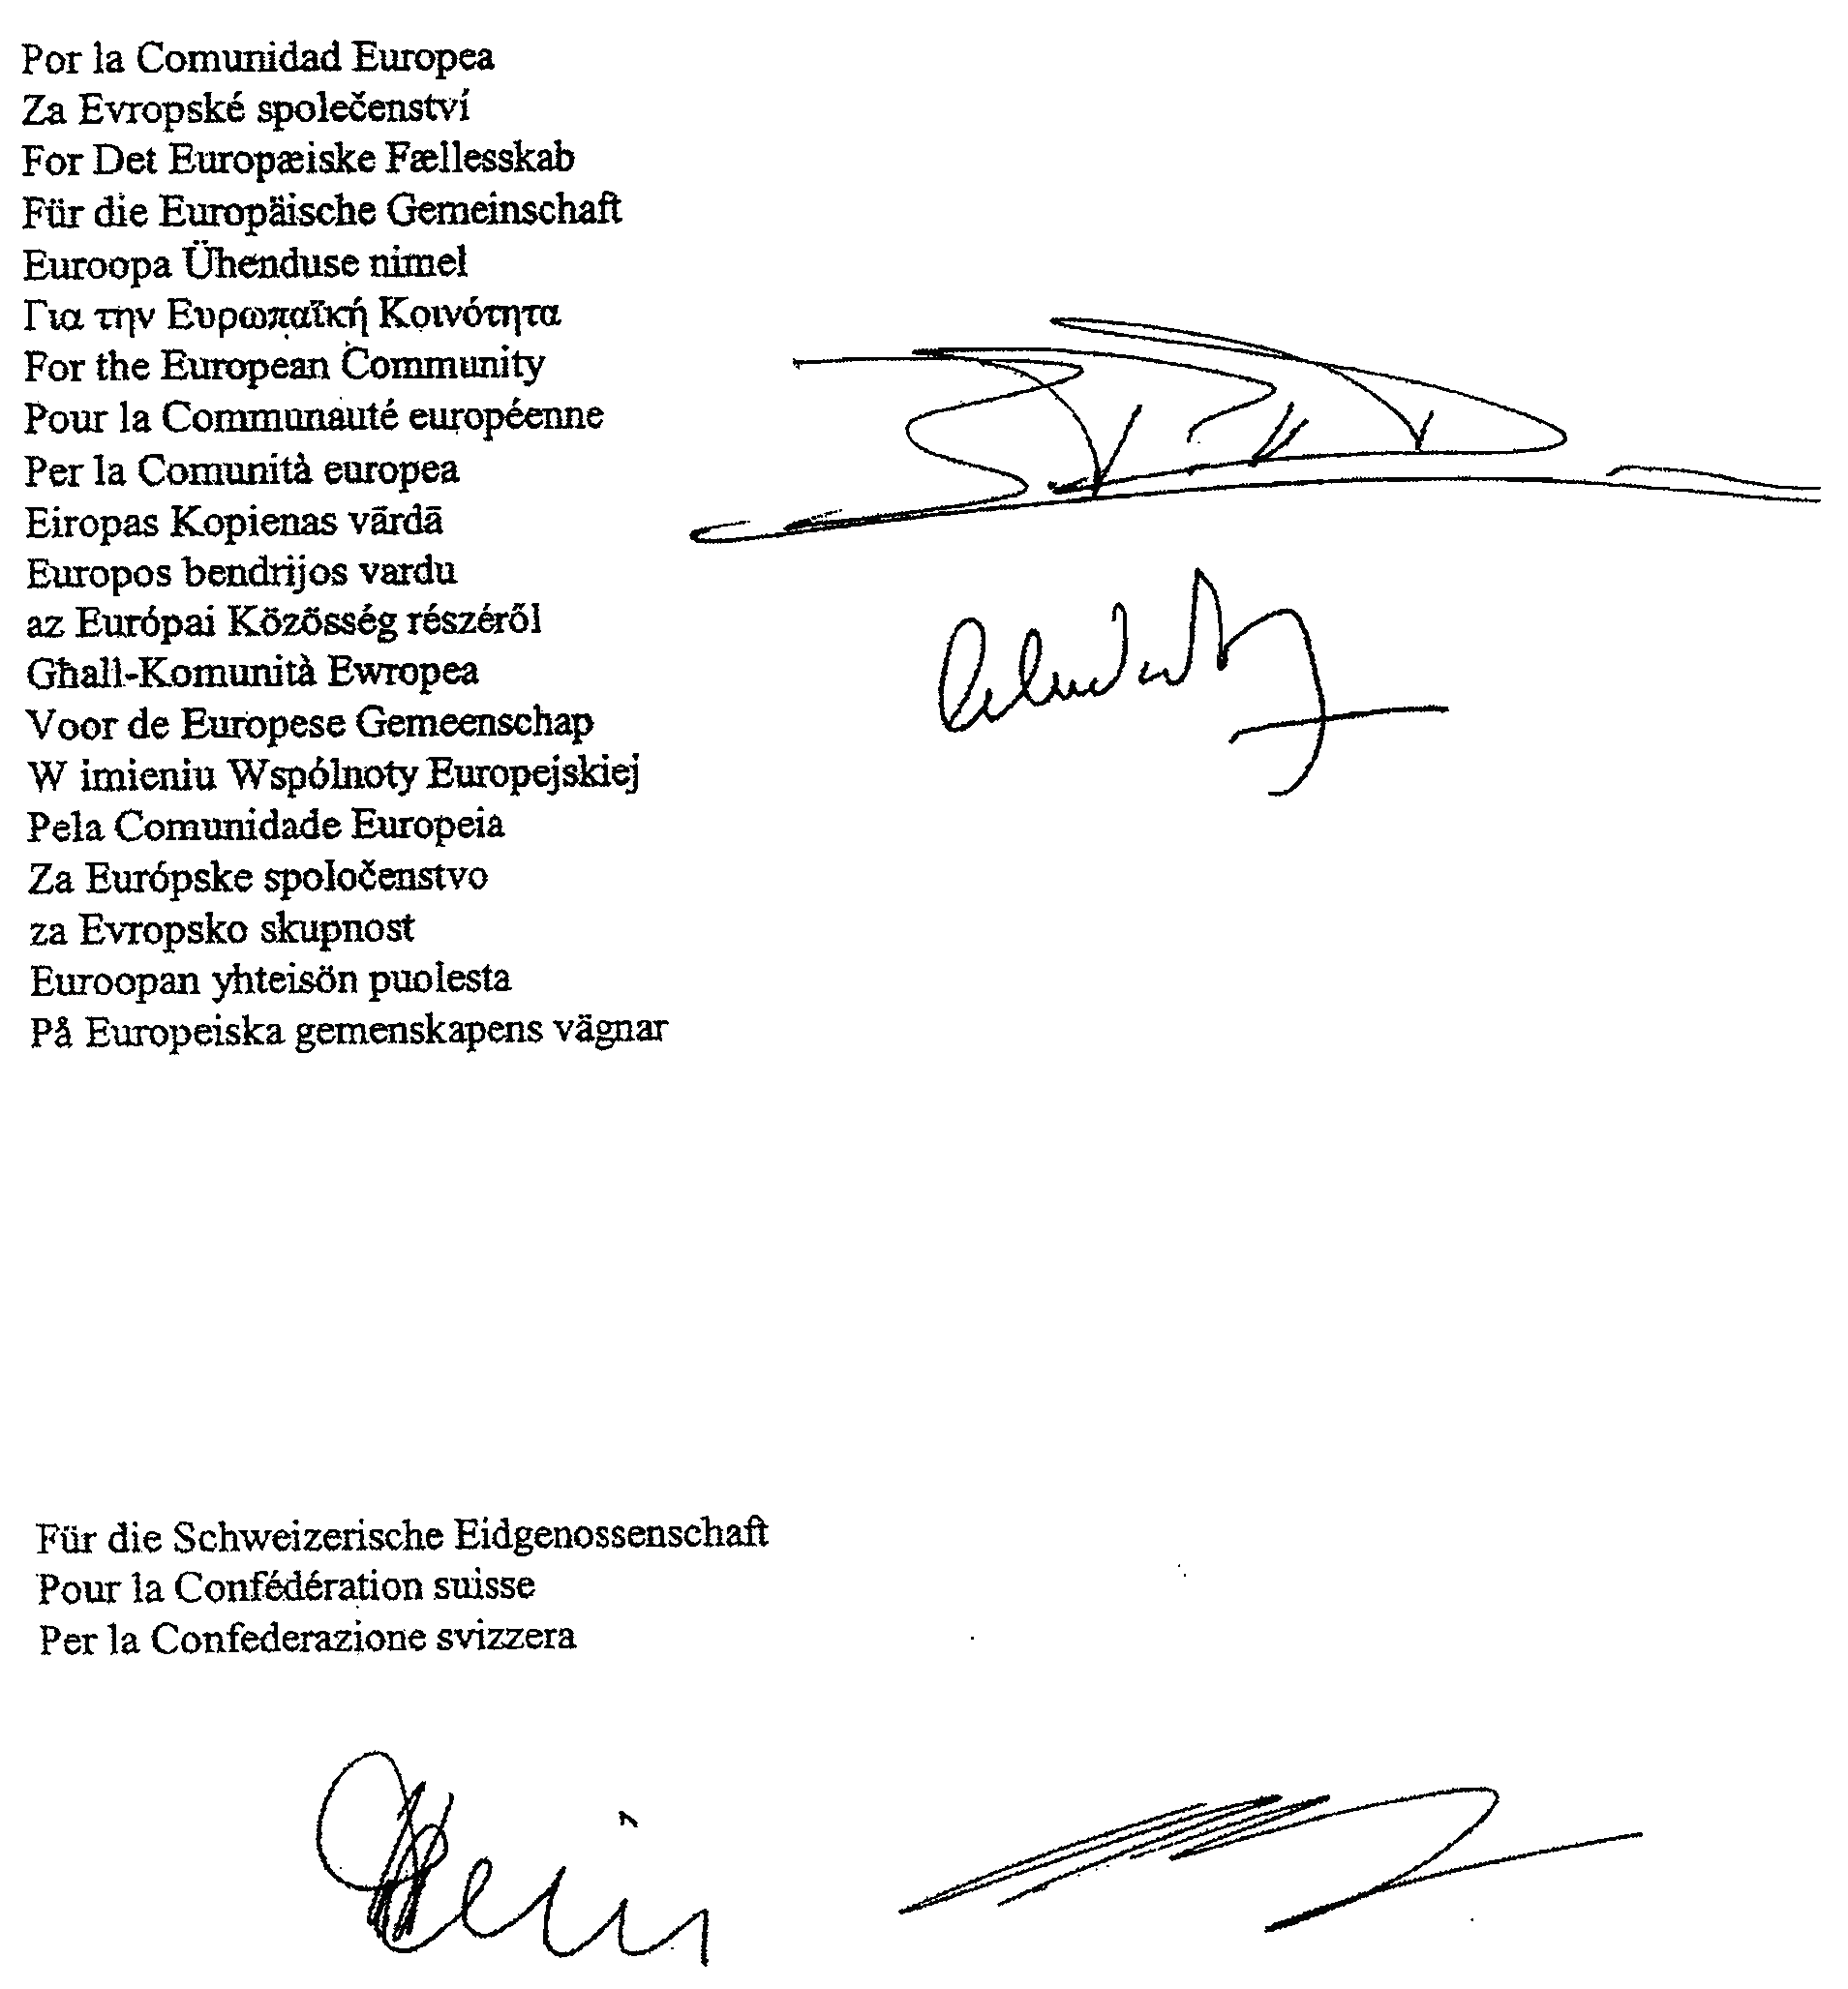 Por la Comunidad Europea
Za Evropské společenství
For Det Europæiske Fællesskab
Für die Europäische Gemeinschaft
Euroopa Ühenduse nimel
Για την Ευρωπαϊκή Κοινότητα
For the European Community
Pour la Communauté européenne
Per la Comunità europea
Eiropas Kopienas vārdā
Europos bendrijos vardu
az Európai Közösség részéről
Għall-Komunità Ewropea
Voor de Europese Gemeenschap
W imieniu Wspólnoty Europejskiej
Pela Comunidade Europeia
Za Európske spoločenstvo
za Evropsko skupnost
Euroopan yhteisön puolesta
På Europeiska gemenskapens vägnar
Für die Schweizerische Eidgenossenschaft
Pour la Confédération suisse
Per la Confederazione svizzera